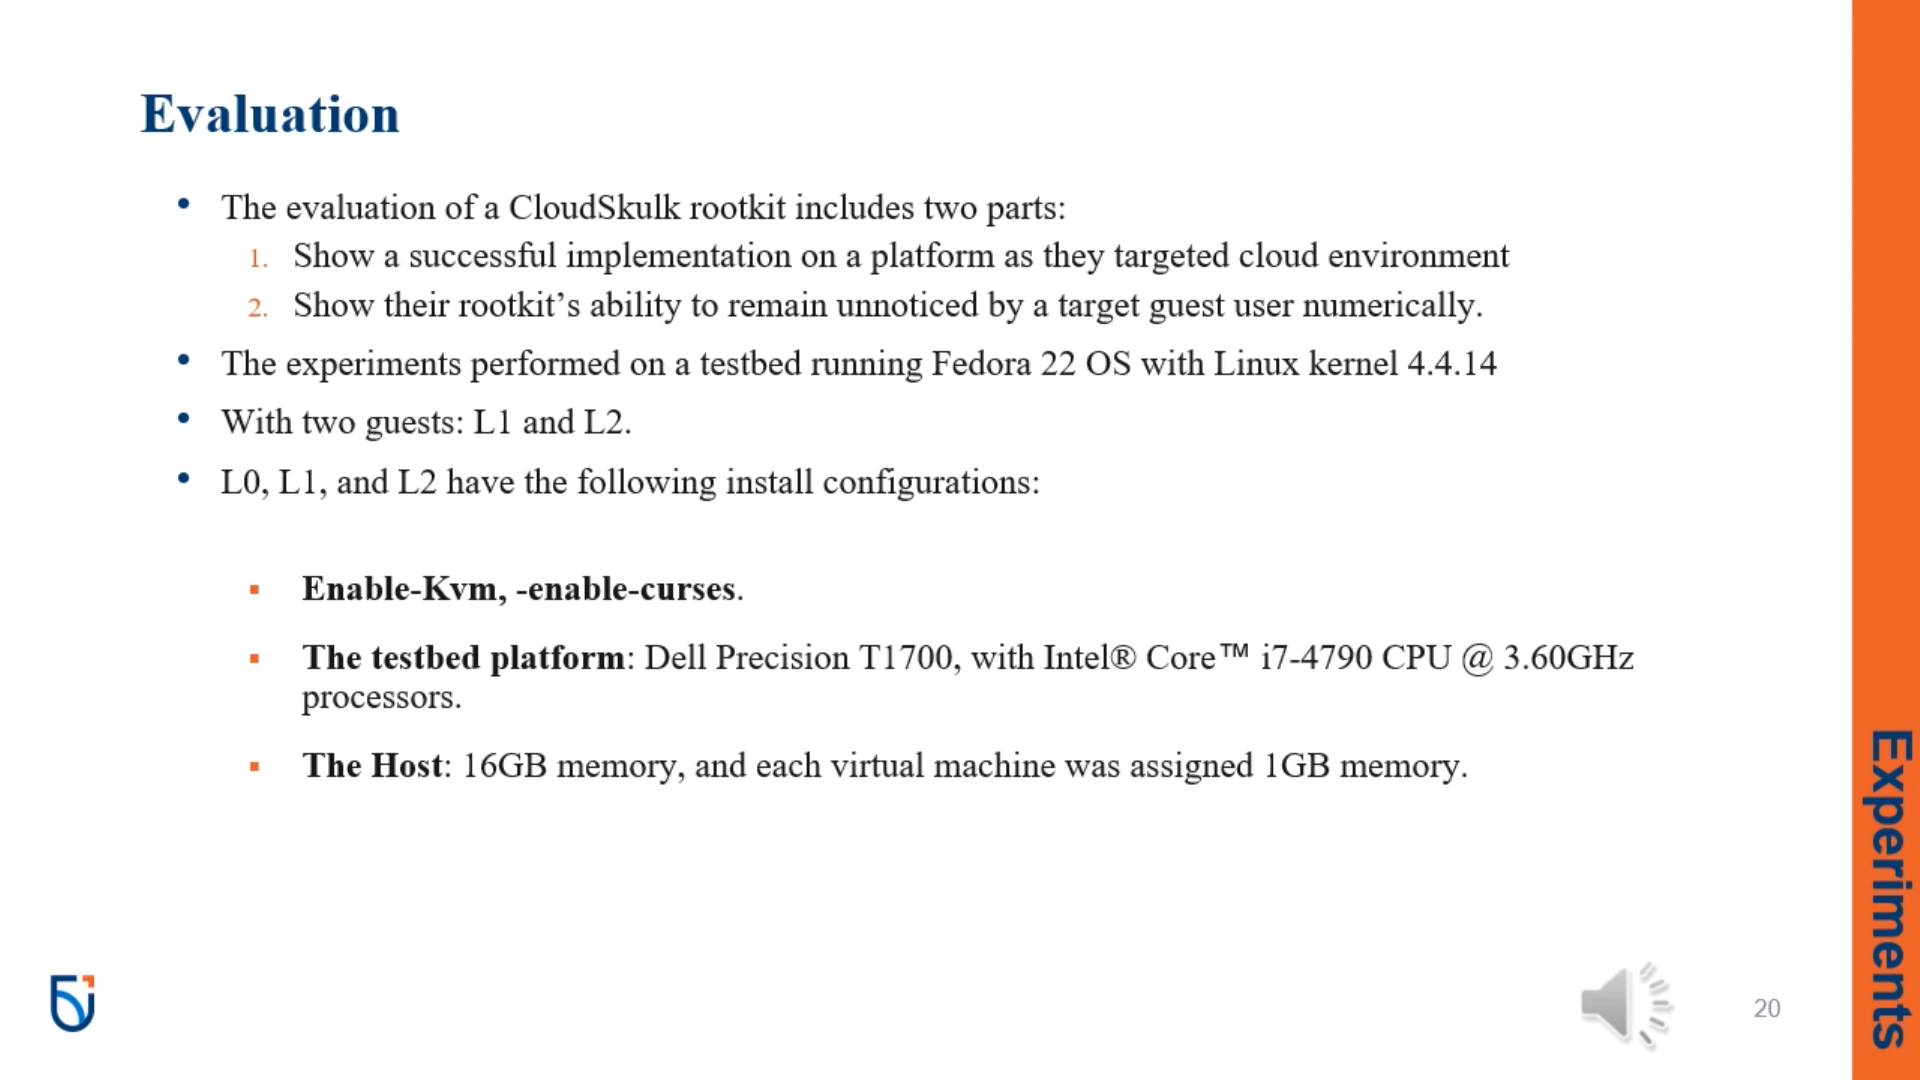 Evaluation
• The evaluation of a CloudSkulk rootkit includes two parts:
1. Show a successful implementation on a platform as they targeted cloud environment
2. Show their rootkit’s ability to remain unnoticed by a target guest user numerically.
• The experiments performed on a testbed running Fedora 22 OS with Linux kernel 4.4.14
• With two guests: L1 and L2.
• L0, L1, and L2 have the following install configurations:
▪ Enable-Kvm, -enable-curses.
▪ The testbed platform: Dell Precision T1700, with Intel® Core™ i7-4790 CPU @ 3.60GHz
processors.
▪ The Host: 16GB memory, and each virtual machine was assigned 1GB memory.
20
Experiments